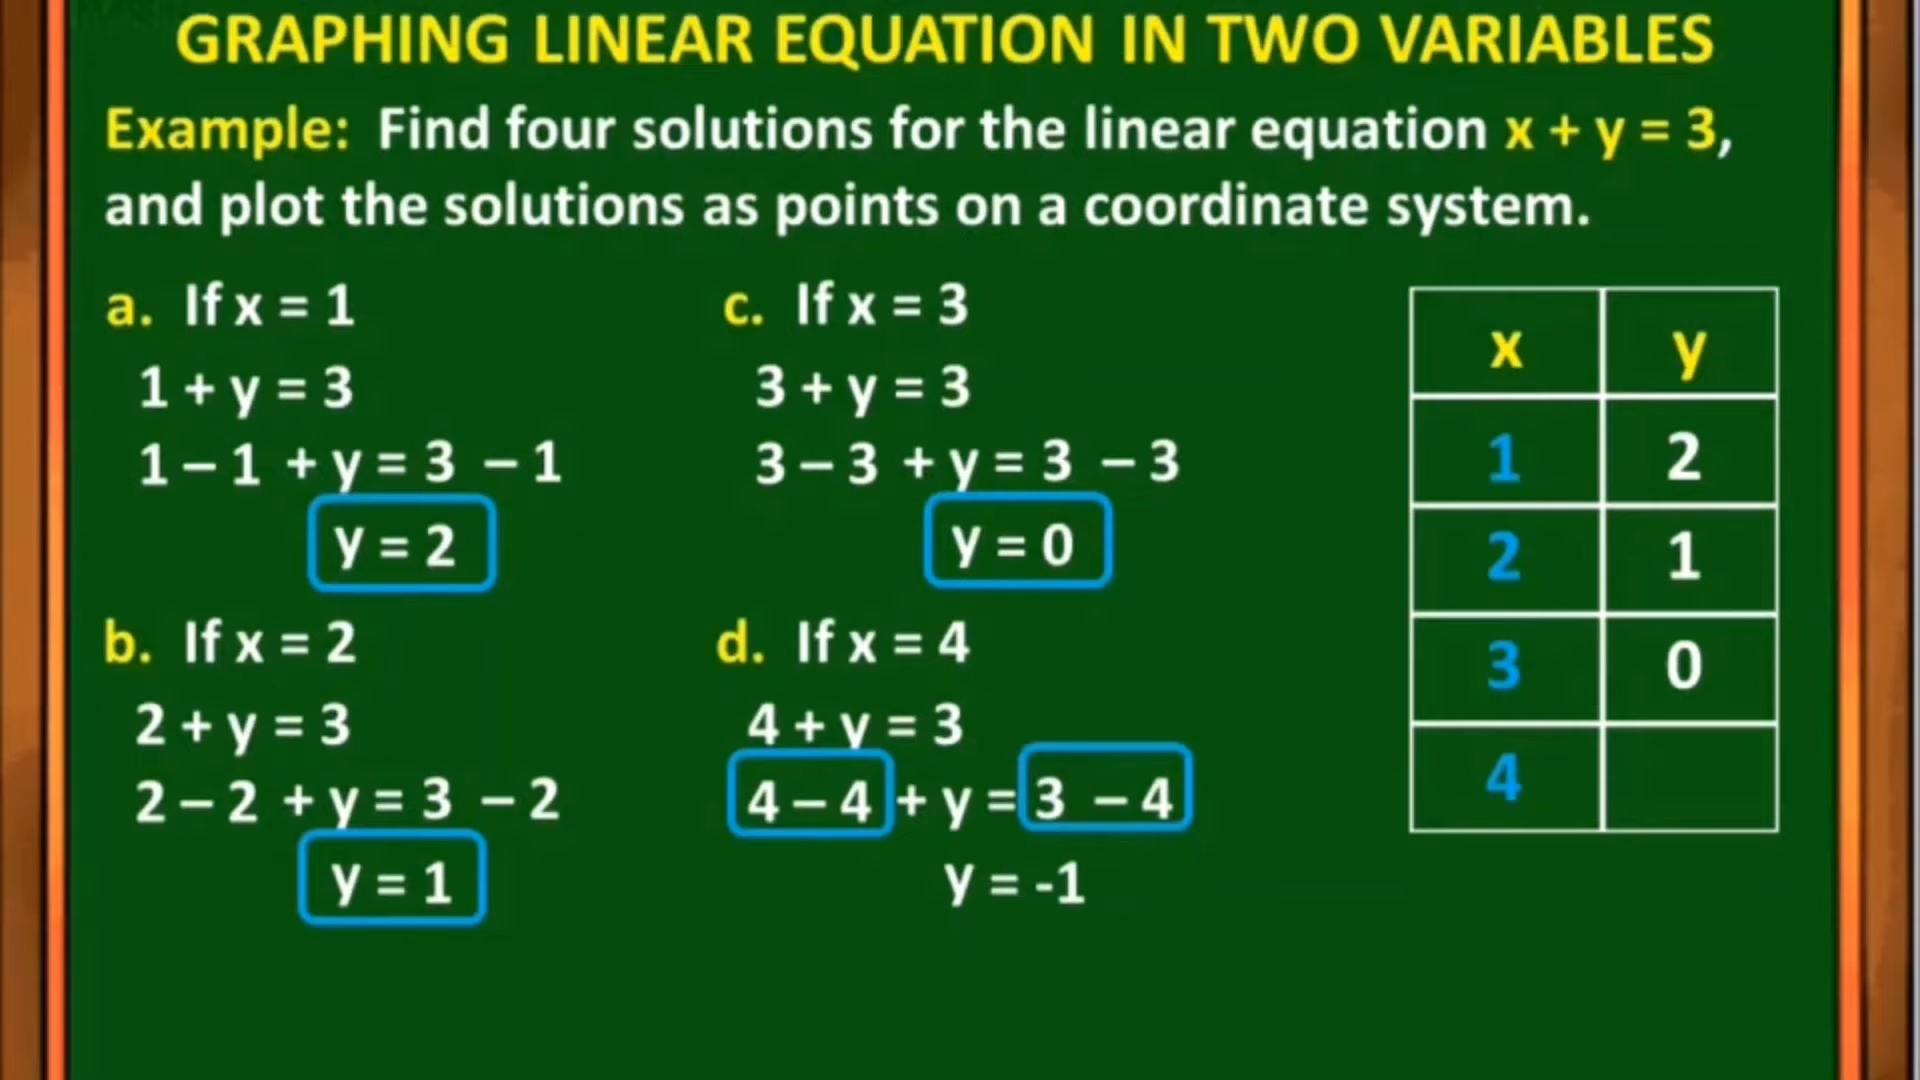 GRAPHING LINEAR EQUATION IN TWO VARIABLES
Example: Find four solutions for the linear equation x + y = 3,
and plot the solutions as points on a coordinate system.
a. If x = 1
1 + y = 3
1 – 1 + y = 3 – 1
y = 2
b. If x = 2
2 + y = 3
2 – 2 + y = 3 – 2
y = 1
c. If x = 3
3 + y = 3
3 – 3 + y = 3 – 3
y = 0
d. If x = 4
4 + y = 3
4 – 4 + y = 3 – 4
y = -1
x y
1 2
2 1
3 0
4